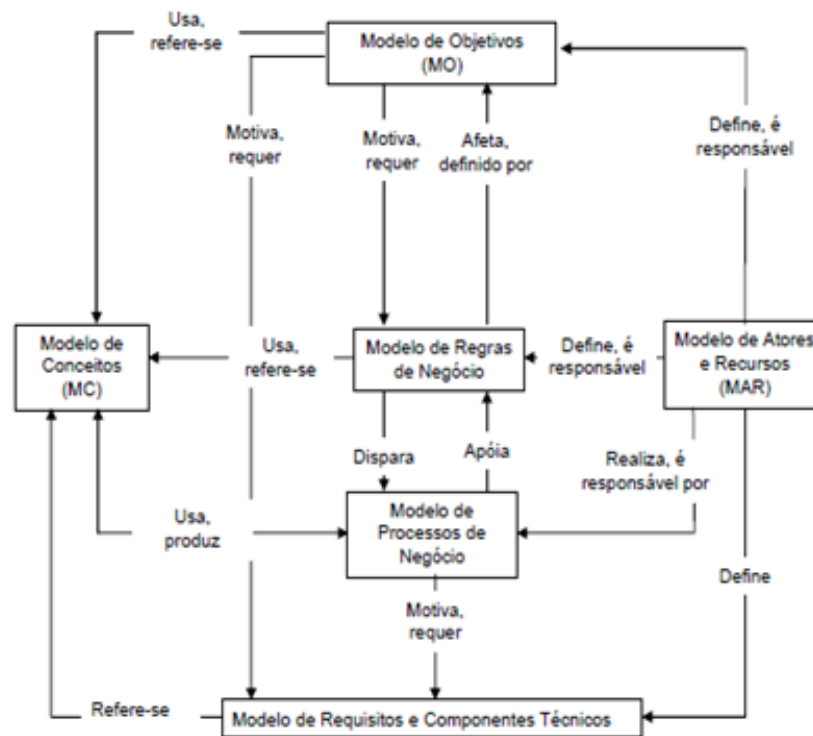 Usa,
refere-se
Modelo de Objetivos
(MO)
Motiva,
requer
Motiva,
requer
Afeta,
definido por
Define, é
responsável
Modelo de
Conceitos
(MC)
Usa,
refere-se
Modelo de Regras
de Negócio
Define, é
responsável
Modelo de Atores
e Recursos
(MAR)
Dispara
Apóia
Realiza, é
responsável por
Usa,
produz
Modelo de
Processos de
Negócio
Define
Motiva,
requer
Refere-se
Modelo de Requisitos e Componentes Técnicos